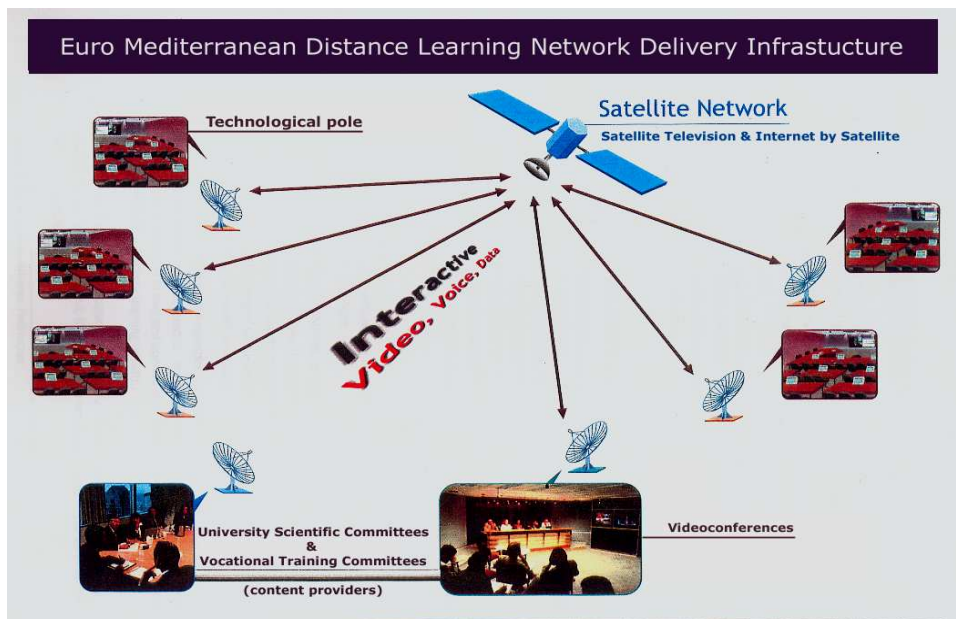 Euro Mediterranean Distance Learning Network Delivery Infrastucture
Technological pole
Satellite Network
Satellite Television & Internet by Satellite
Interactive
Video, Voice, Data
University Scientific Committees
&
Vocational Training Committees
(content providers)
Videoconferences